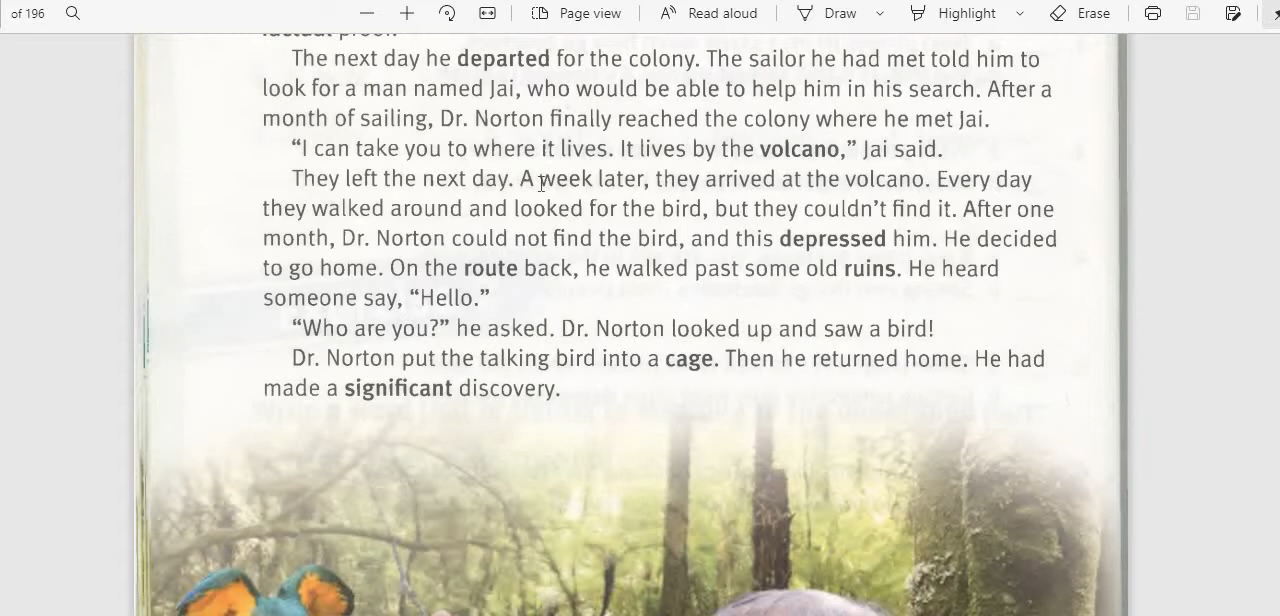 of 196
Page view
Read aloud
Draw
Highlight
Erase
The next day he departed for the colony. The sailor he had met told him to
look for a man named Jai, who would be able to help him in his search. After a
month of sailing, Dr. Norton finally reached the colony where he met Jai.
“I can take you to where it lives. It lives by the volcano,” Jai said.
They left the next day. A week later, they arrived at the volcano. Every day
they walked around and looked for the bird, but they couldn’t find it. After one
month, Dr. Norton could not find the bird, and this depressed him. He decided
to go home. On the route back, he walked past some old ruins. He heard
someone say, “Hello.”
“Who are you?” he asked. Dr. Norton looked up and saw a bird!
Dr. Norton put the talking bird into a cage. Then he returned home. He had
made a significant discovery.